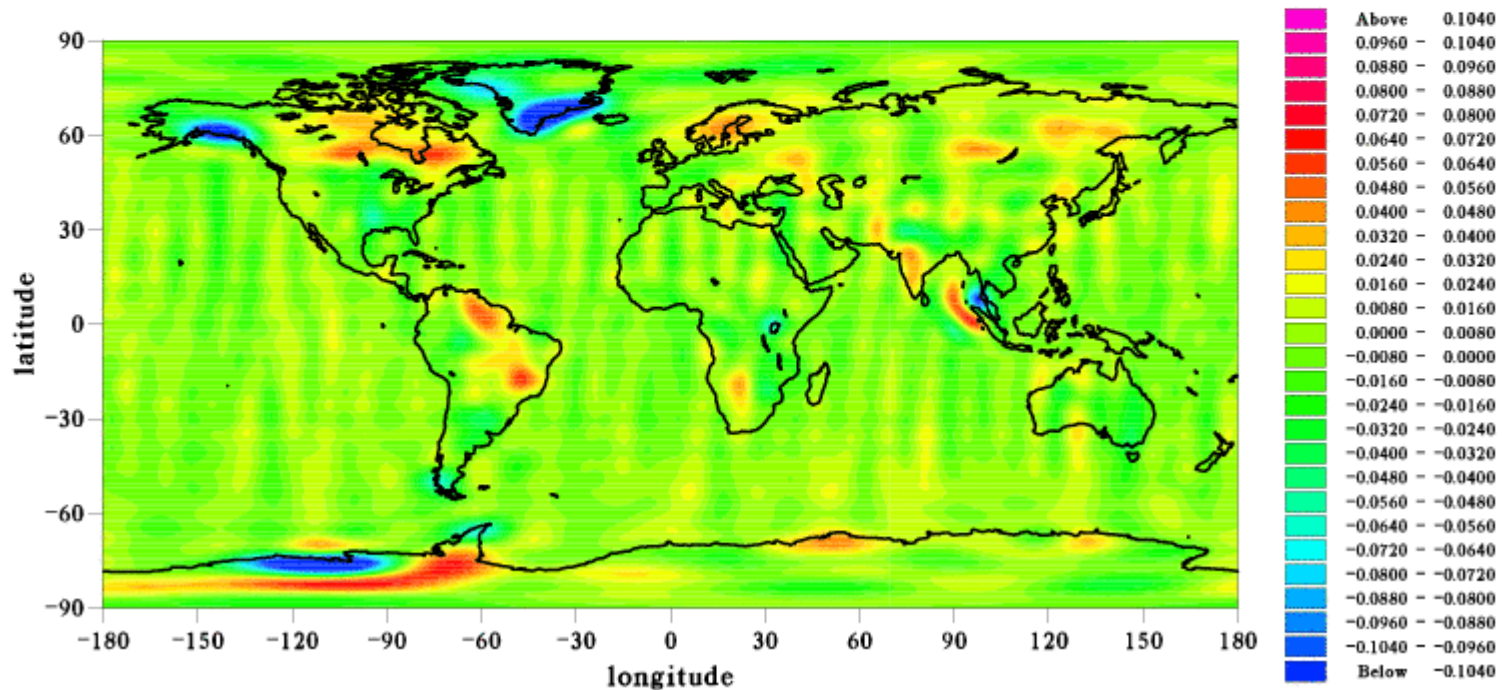 90
60
30
0
−30
−60
−90
latitude
−180 −150 −120 −90 −60 −30 0 30 60 90 120 150 180
longitude
Above 0.1040
0.0960 − 0.1040
0.0880 − 0.0960
0.0800 − 0.0880
0.0720 − 0.0800
0.0640 − 0.0720
0.0560 − 0.0640
0.0480 − 0.0560
0.0400 − 0.0480
0.0320 − 0.0400
0.0240 − 0.0320
0.0160 − 0.0240
0.0080 − 0.0160
0.0000 − 0.0080
−0.0080 − 0.0000
−0.0160 − −0.0080
−0.0240 − −0.0160
−0.0320 − −0.0240
−0.0400 − −0.0320
−0.0480 − −0.0400
−0.0560 − −0.0480
−0.0640 − −0.0560
−0.0720 − −0.0640
−0.0800 − −0.0720
−0.0880 − −0.0800
−0.0960 − −0.0880
−0.1040 − −0.0960
Below −0.1040